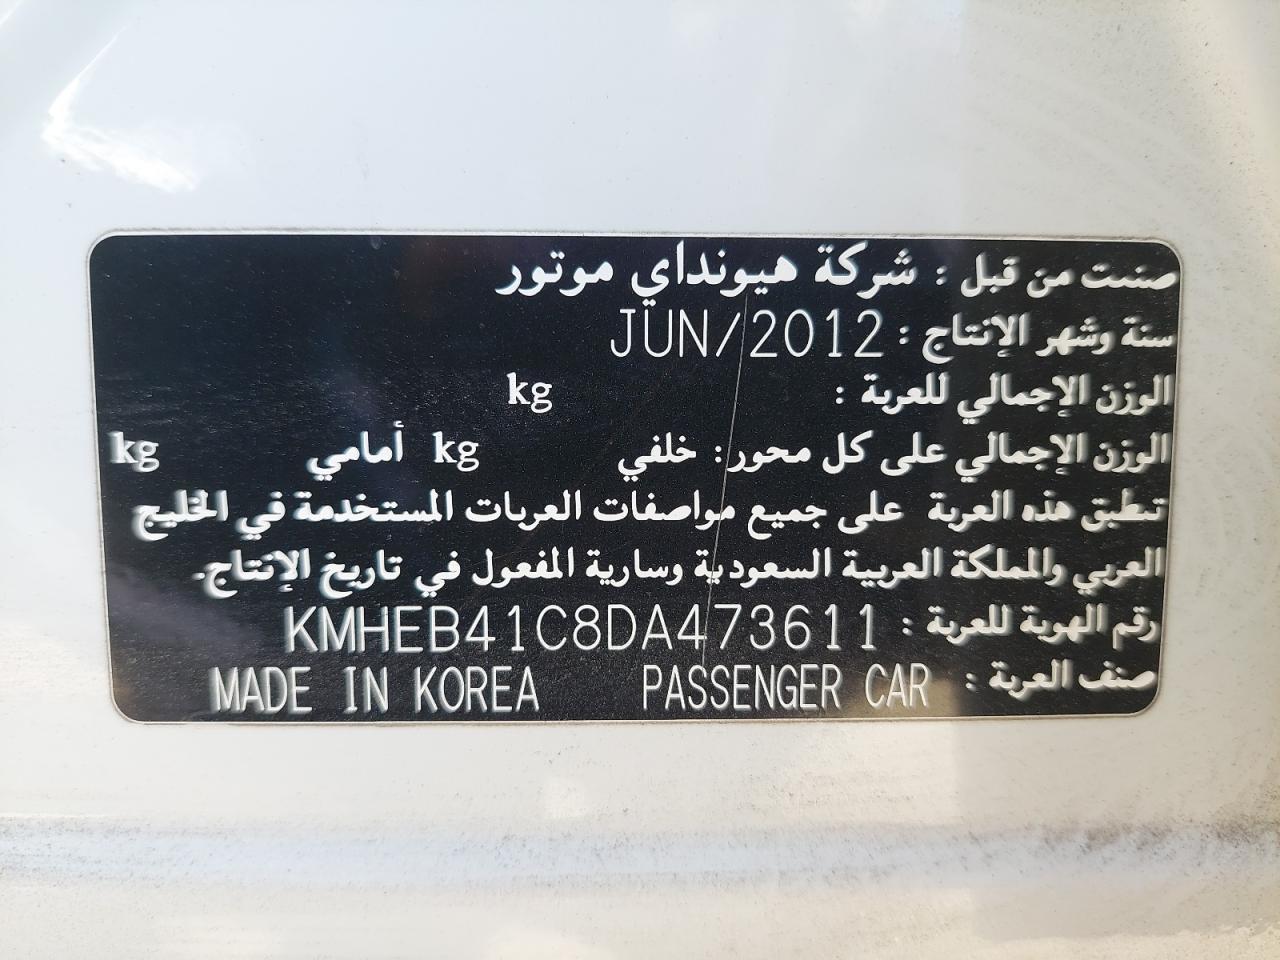 صنعت من قبل : شركة هيونداي موتور
سنة وشهر الإنتاج : JUN/2012
الوزن الإجمالي للعربة : kg
الوزن الإجمالي على كل محور: خلفي kg أمامي kg
تنطبق هذه العربة على جميع مواصفات العربات المستخدمة في الخليج
العربي والمملكة العربية السعودية وسارية المفعول في تاريخ الإنتاج.
رقم الهوية للعربة : KMHEB41C8DA473611
صنف العربة : PASSENGER CAR MADE IN KOREA